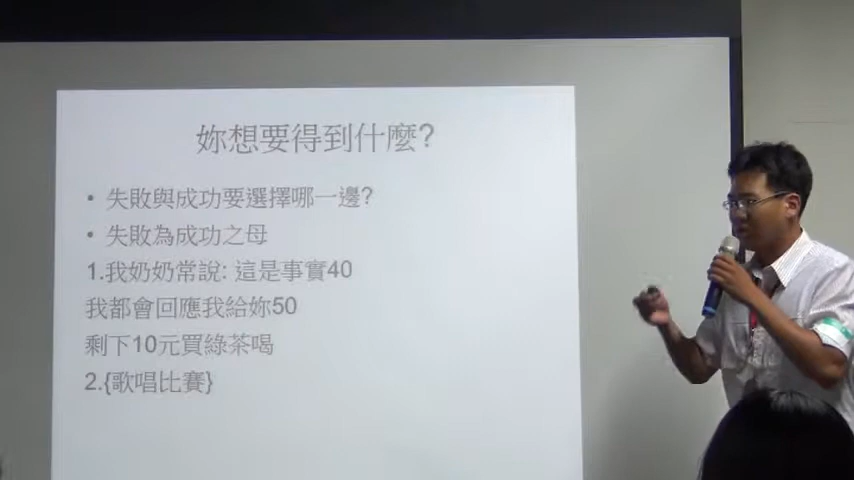 妳想要得到什麼?
• 失敗與成功要選擇哪一邊?
• 失敗為成功之母
1.我奶奶常說: 這是事實40
我都會回應我給妳50
剩下10元買綠茶喝
2.{歌唱比賽}